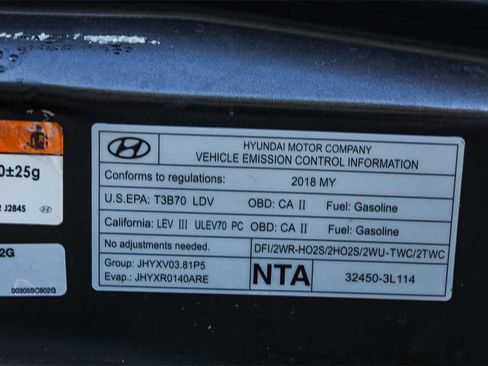 0±25g
2 J2845
2G
00305BC902G
HYUNDAI MOTOR COMPANY
VEHICLE EMISSION CONTROL INFORMATION
Conforms to regulations: 2018 MY
U.S.EPA: T3B70 LDV OBD: CA II Fuel: Gasoline
California: LEV III ULEV70 PC OBD: CA II Fuel: Gasoline
No adjustments needed. DFI/2WR-HO2S/2HO2S/2WU-TWC/2TWC
Group: JHYXV03.81P5
Evap.: JHYXR0140ARE
NTA 32450-3L114